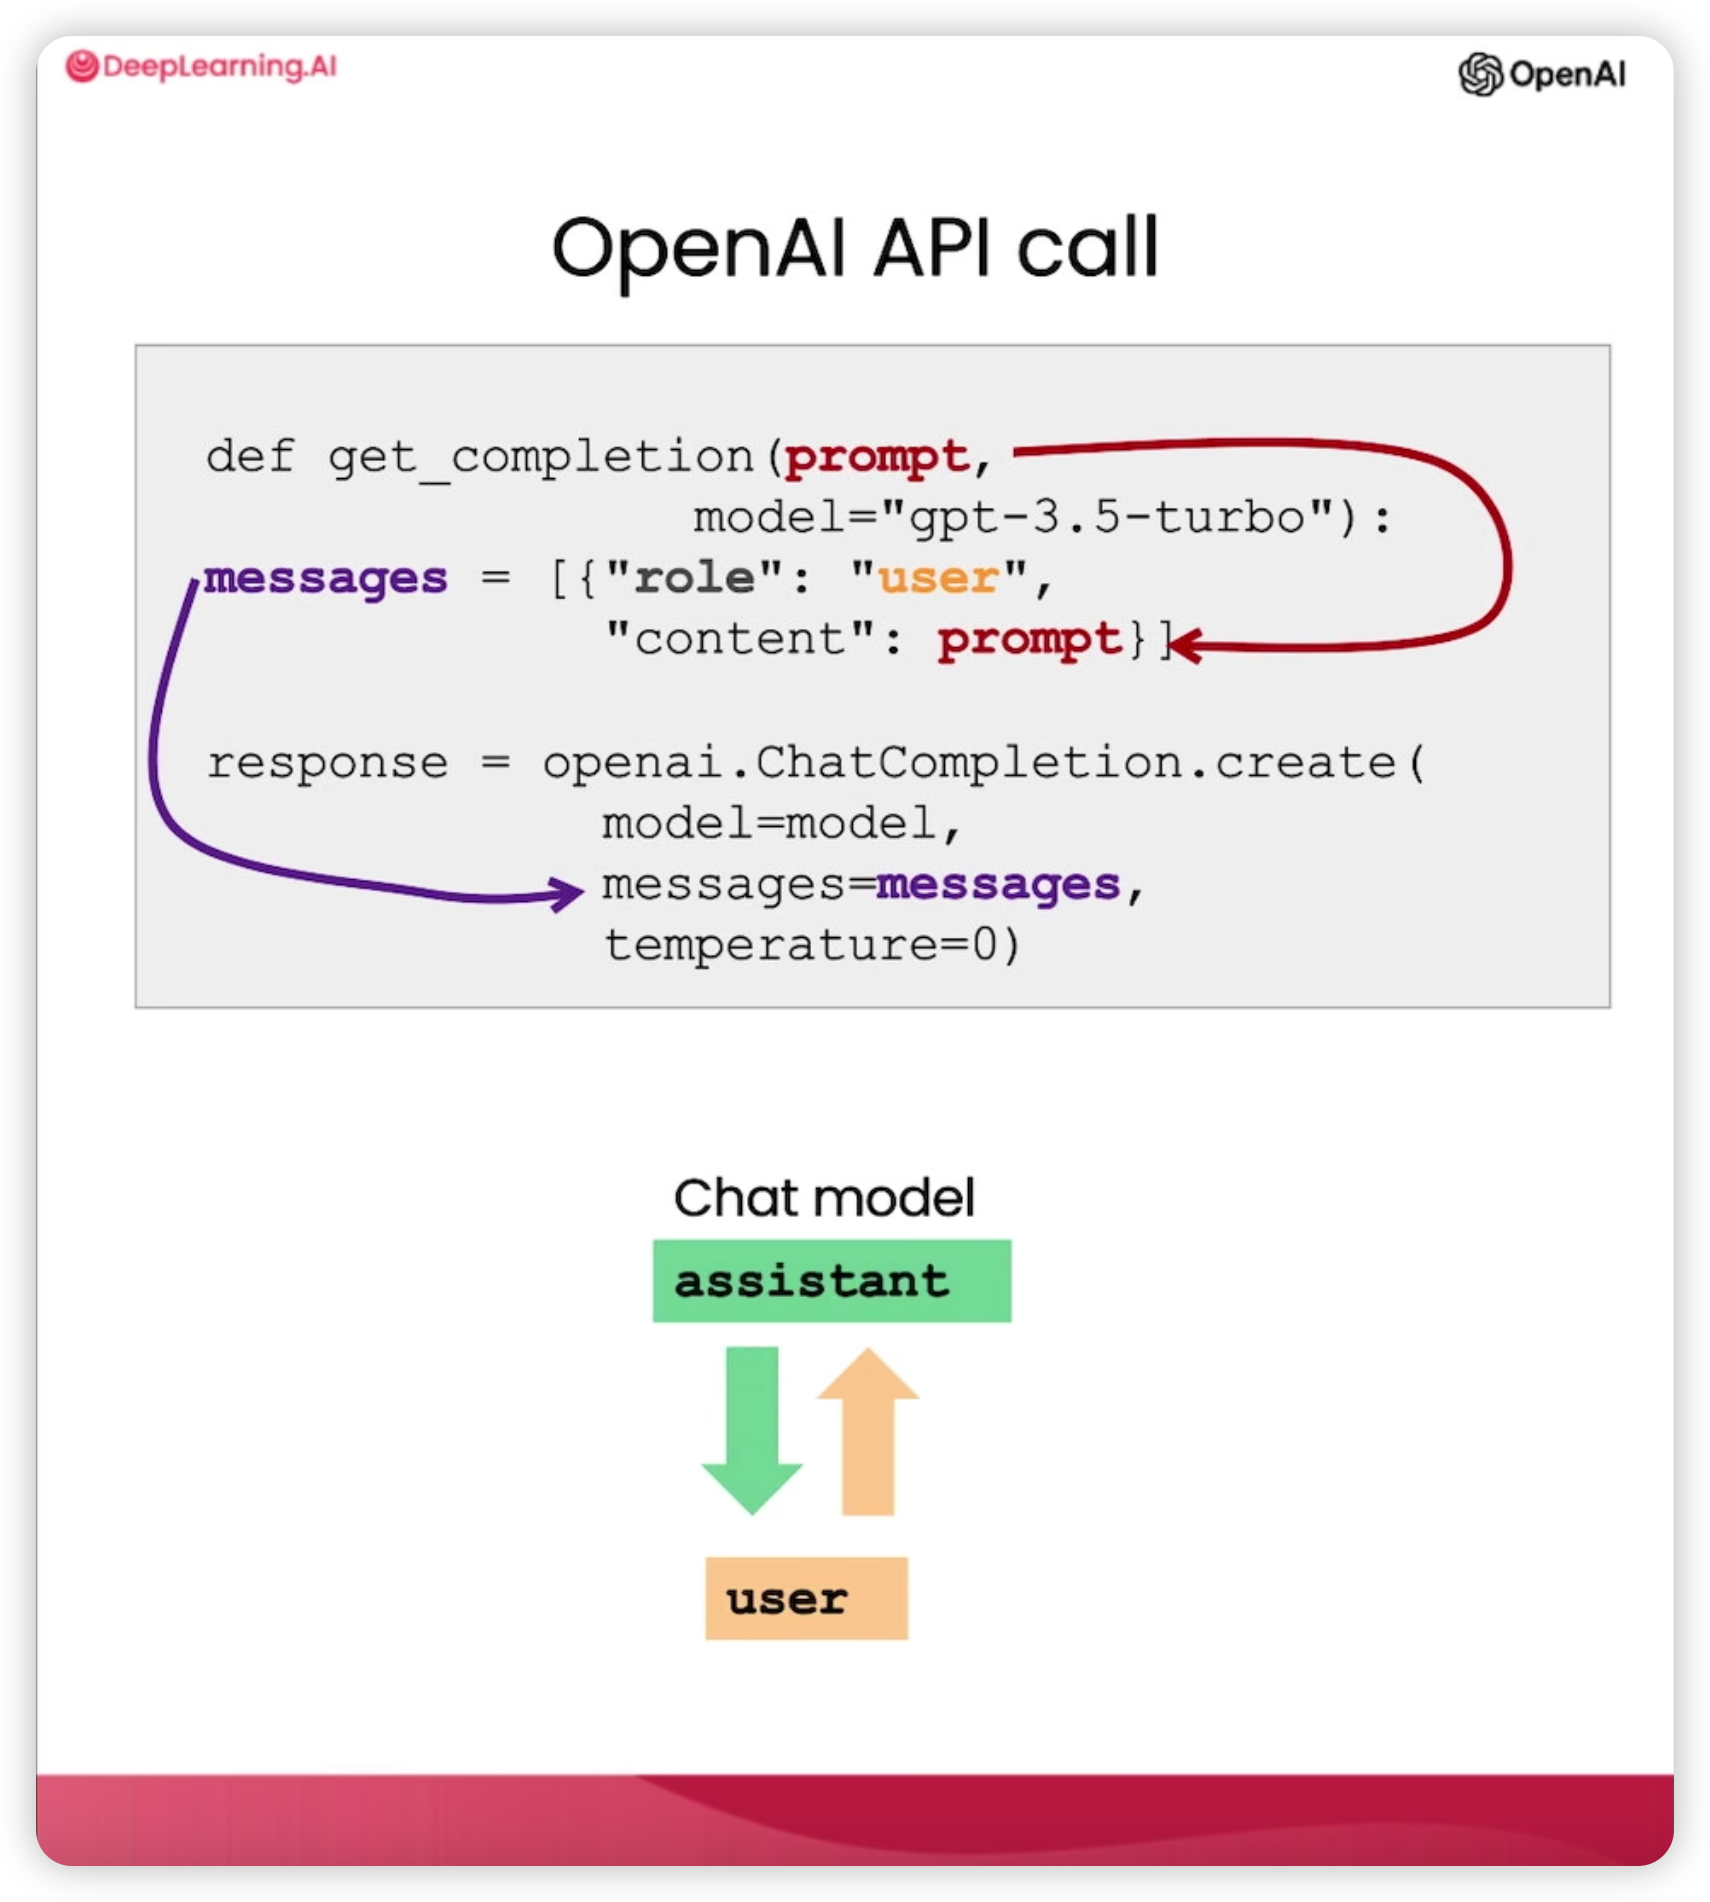 DeepLearning.AI
OpenAI
OpenAI API call
def get_completion(prompt,
model="gpt-3.5-turbo"):
messages = [{"role": "user",
"content": prompt}]
response = openai.ChatCompletion.create(
model=model,
messages=messages,
temperature=0)
Chat model
assistant
user